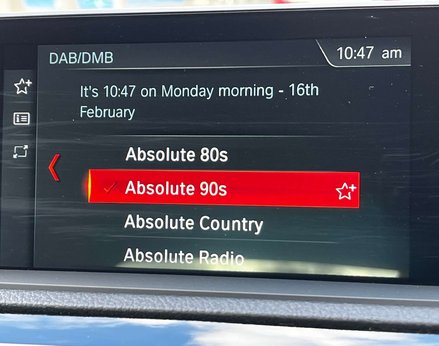 DAB/DMB
10:47 am
It's 10:47 on Monday morning - 16th
February
Absolute 80s
Absolute 90s
Absolute Country
Absolute Radio